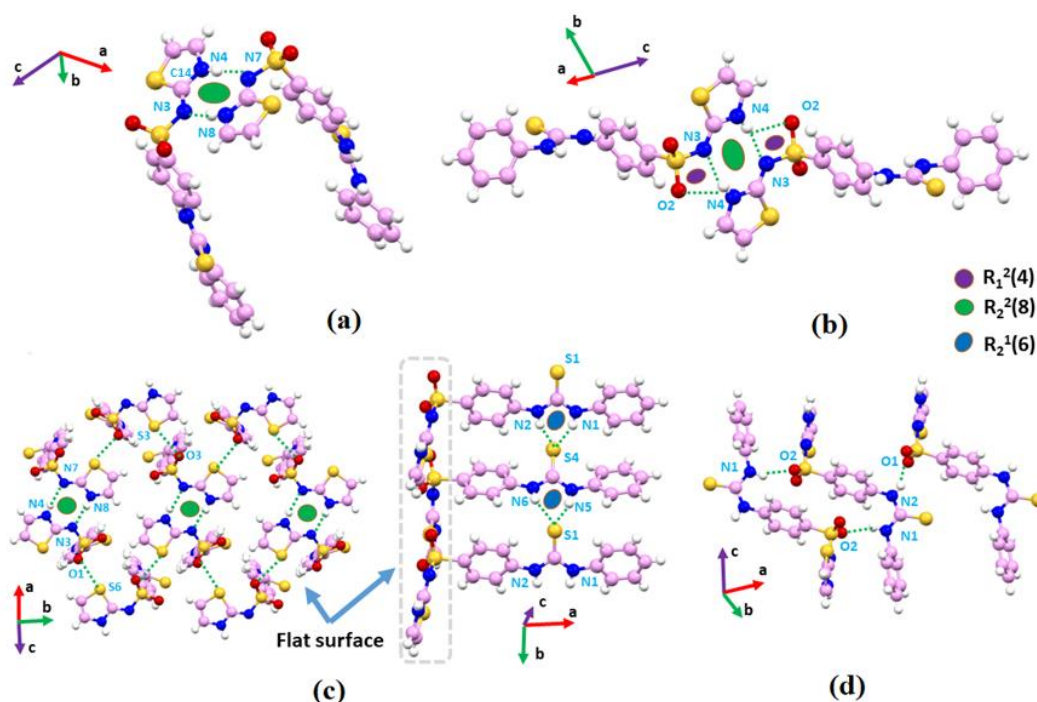 c
a
b
N4
N7
C14
N3
N8
(a)
b
c
a
N4
O2
N3
N3
O2
N4
(b)
R₁²(4)
R₂²(8)
R₂¹(6)
S3
O3
N7
N4
N8
N3
O1
S6
a
b
c
Flat surface
(c)
S1
N2
N1
S4
N6
N5
S1
N2
N1
c
a
b
N1
O2
O1
N2
O2
N1
c
a
b
(d)